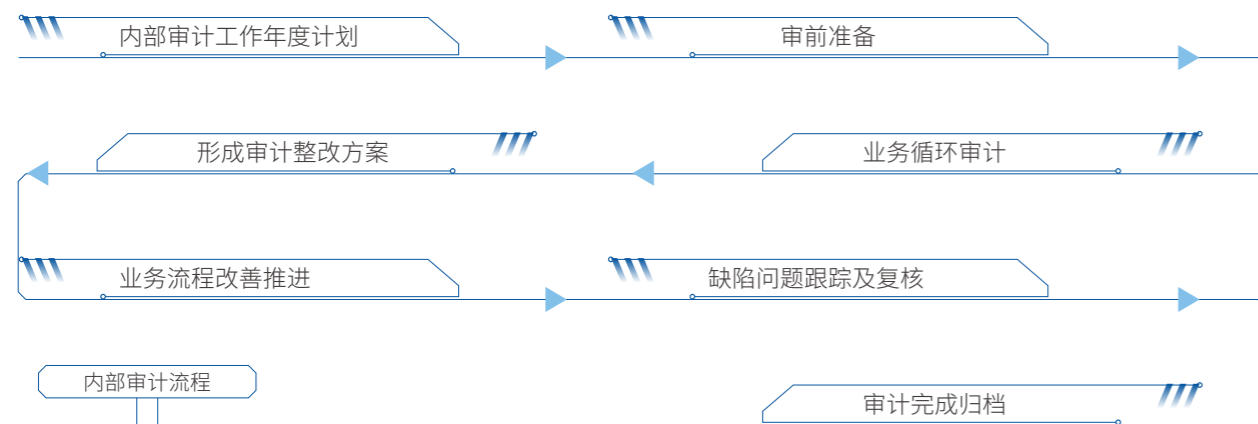 内部审计工作年度计划
审前准备
业务循环审计
形成审计整改方案
业务流程改善推进
缺陷问题跟踪及复核
审计完成归档
内部审计流程